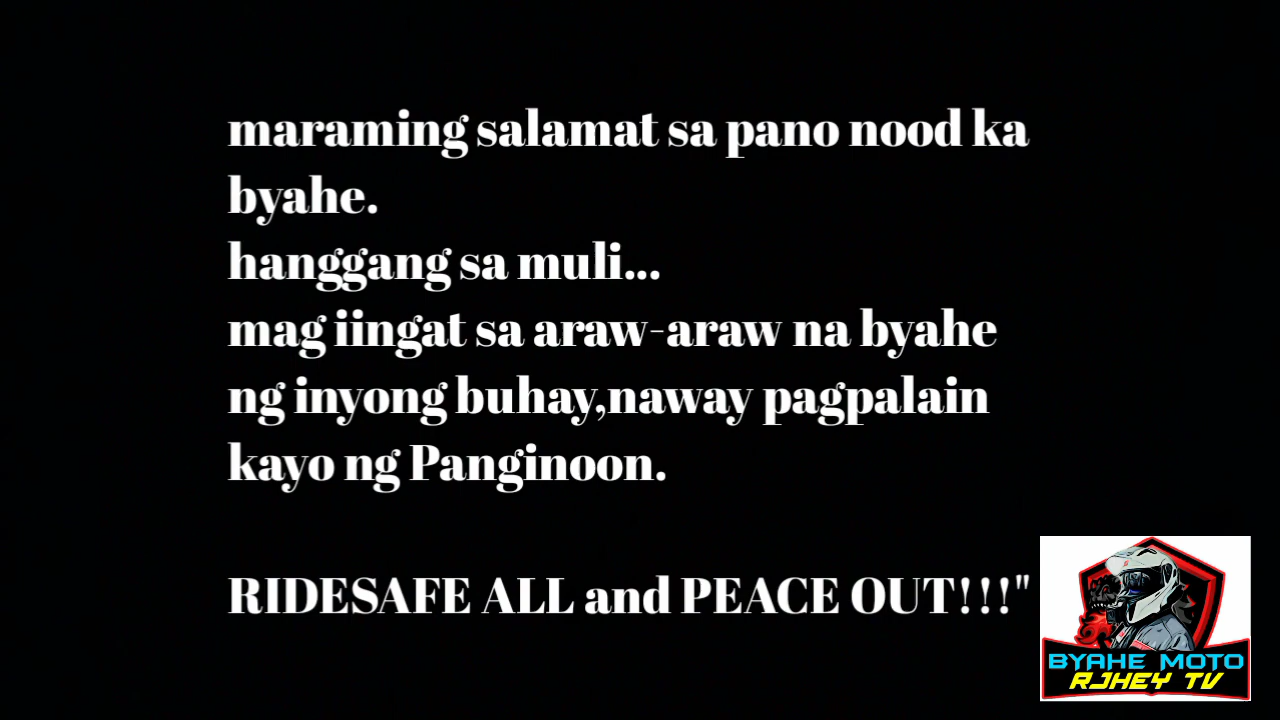 maraming salamat sa pano nood ka
byahe.
hanggang sa muli...
mag iingat sa araw-araw na byahe
ng inyong buhay,naway pagpalain
kayo ng Panginoon.
RIDESAFE ALL and PEACE OUT!!!"
BYAHE MOTO
RJHEY TV